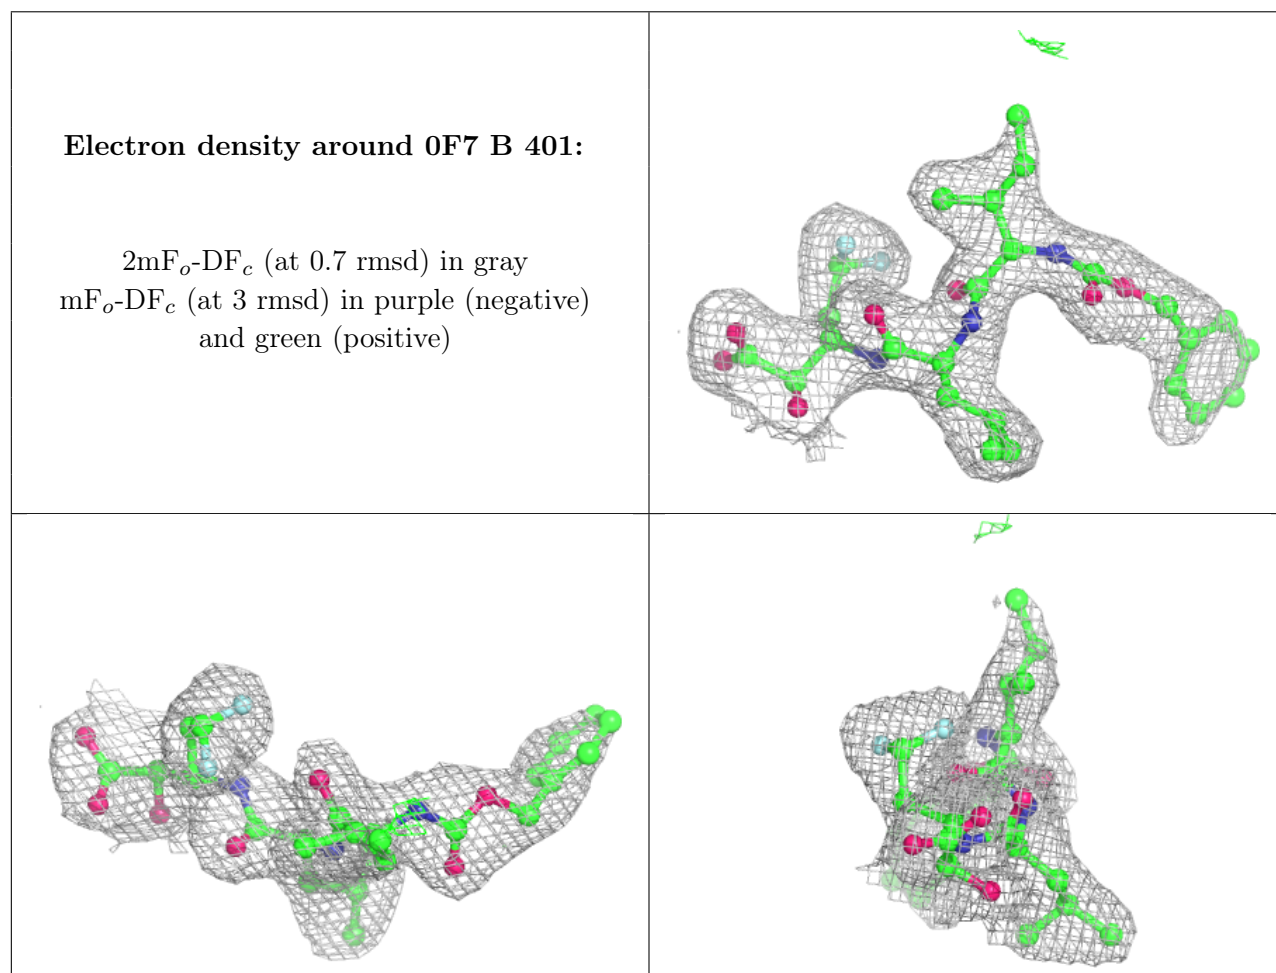 Electron density around 0F7 B 401:
2mFₒ-DF𝒸 (at 0.7 rmsd) in gray
mFₒ-DF𝒸 (at 3 rmsd) in purple (negative)
and green (positive)